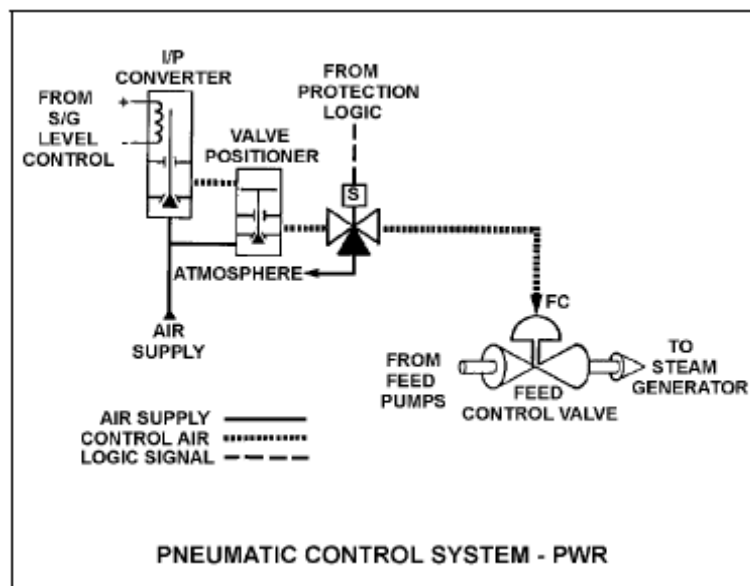 I/P
CONVERTER
FROM
S/G
LEVEL
CONTROL
+
-
VALVE
POSITIONER
FROM
PROTECTION
LOGIC
S
ATMOSPHERE
AIR
SUPPLY
FC
FROM
FEED
PUMPS
TO
STEAM
GENERATOR
FEED
CONTROL VALVE
AIR SUPPLY
CONTROL AIR
LOGIC SIGNAL
PNEUMATIC CONTROL SYSTEM - PWR